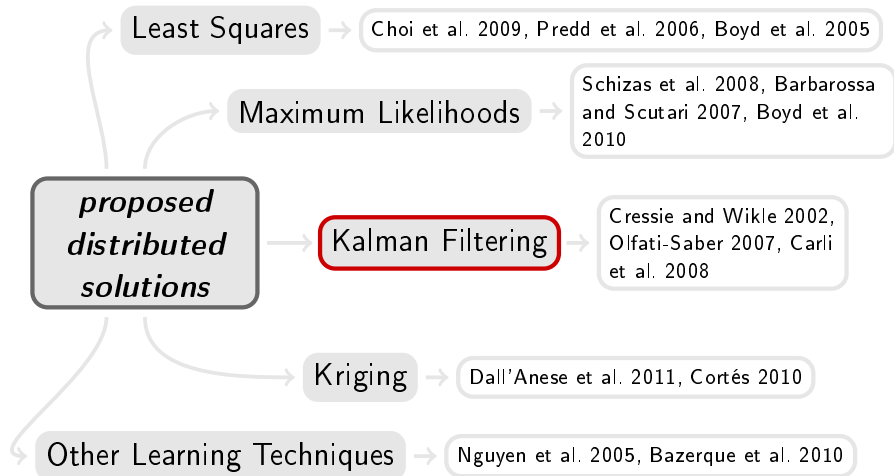 Least Squares
Choi et al. 2009, Predd et al. 2006, Boyd et al. 2005
Maximum Likelihoods
Schizas et al. 2008, Barbarossa
and Scutari 2007, Boyd et al.
2010
proposed
distributed
solutions
Kalman Filtering
Cressie and Wikle 2002,
Olfati-Saber 2007, Carli
et al. 2008
Kriging
Dall'Anese et al. 2011, Cortés 2010
Other Learning Techniques
Nguyen et al. 2005, Bazerque et al. 2010